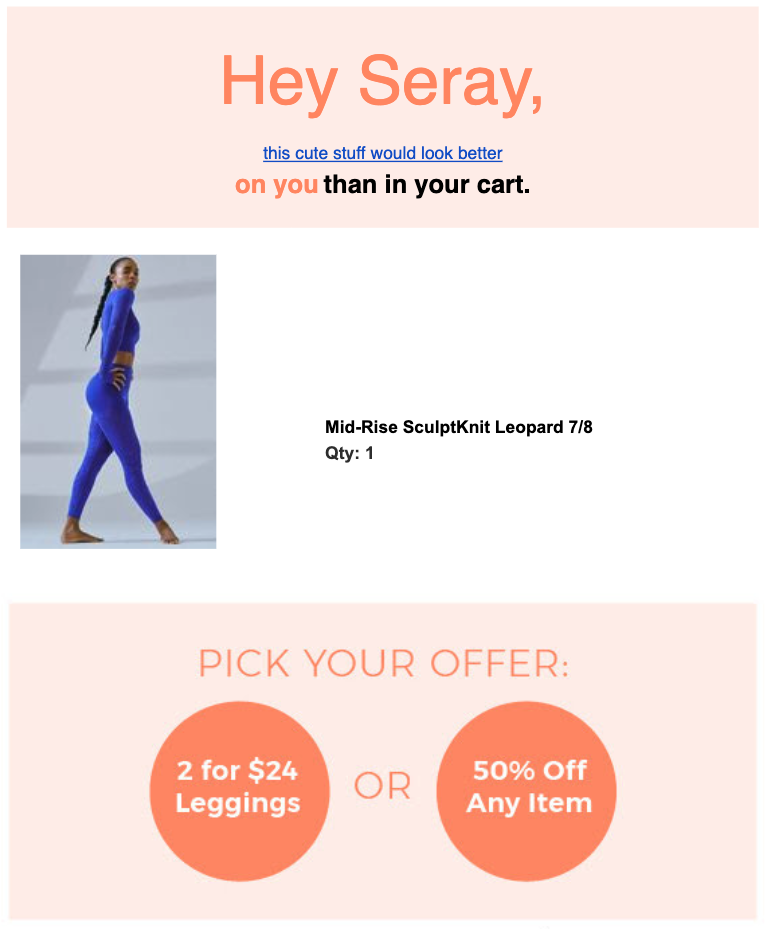 Hey Seray,
this cute stuff would look better
on you than in your cart.
Mid-Rise SculptKnit Leopard 7/8
Qty: 1
PICK YOUR OFFER:
2 for $24
Leggings
OR
50% Off
Any Item